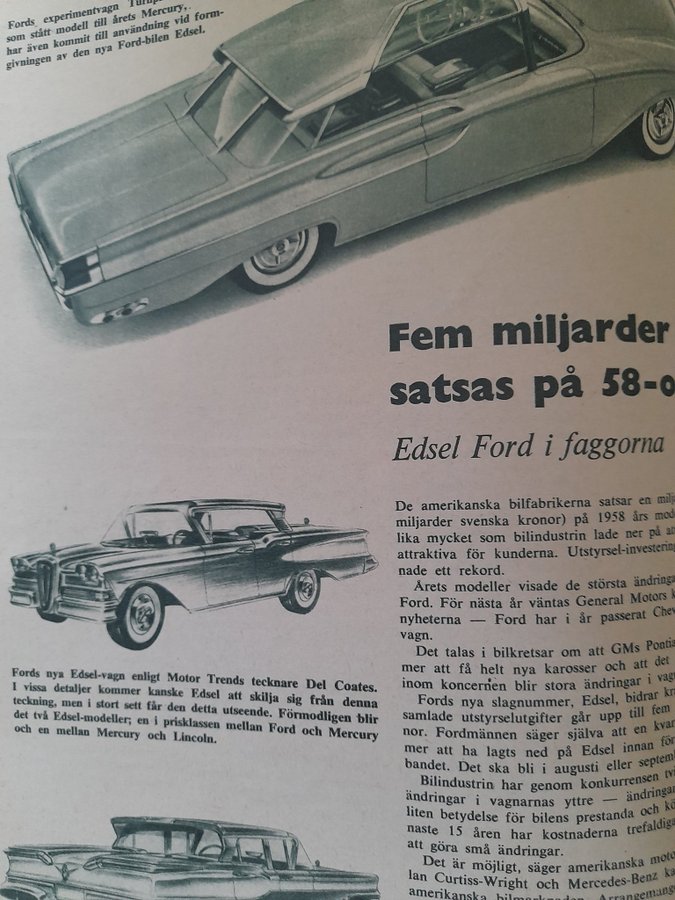 Fords experimentvagn
som stått modell till årets Mercury,
har även kommit till användning vid form-
givningen av den nya Ford-bilen Edsel.
Fem miljarder
satsas på 58-o
Edsel Ford i faggorna
De amerikanska bilfabrikerna satsar en
miljarder svenska kronor) på 1958 års
lika mycket som bilindustrin lade ner på
attraktiva för kunderna. Utstyrsel-investering
nade ett rekord.
Årets modeller visade de största ändringa
Ford. För nästa år väntas General Motors
nyheterna — Ford har i år passerat Chev
vagn.
Det talas i bilkretsar om att GMs Pontia
mer att få helt nya karosser och att det
inom koncernen blir stora ändringar i vag
Fords nya slagnummer, Edsel, bidrar
samlade utstyrselutgifter går upp till fem
nor. Fordmännen säger själva att en kvar
mer att ha lagts ned på Edsel innan för
bandet. Det ska bli i augusti eller septem
Bilindustrin har genom konkurrensen
ändringar i vagnarnas yttre — ändringar
liten betydelse för bilens prestanda och
naste 15 åren har kostnaderna trefaldiga
att göra små ändringar.
Det är möjligt, säger amerikanska moto
lan Curtiss-Wright och Mercedes-Benz
amerikanska bilmarknaden. Arrangemang
Fords nya Edsel-vagn enligt Motor Trends tecknare Del Coates.
I vissa detaljer kommer kanske Edsel att skilja sig från denna
teckning, men i stort sett får den detta utseende. Förmodligen blir
det två Edsel-modeller; en i prisklassen mellan Ford och Mercury
och en mellan Mercury och Lincoln.